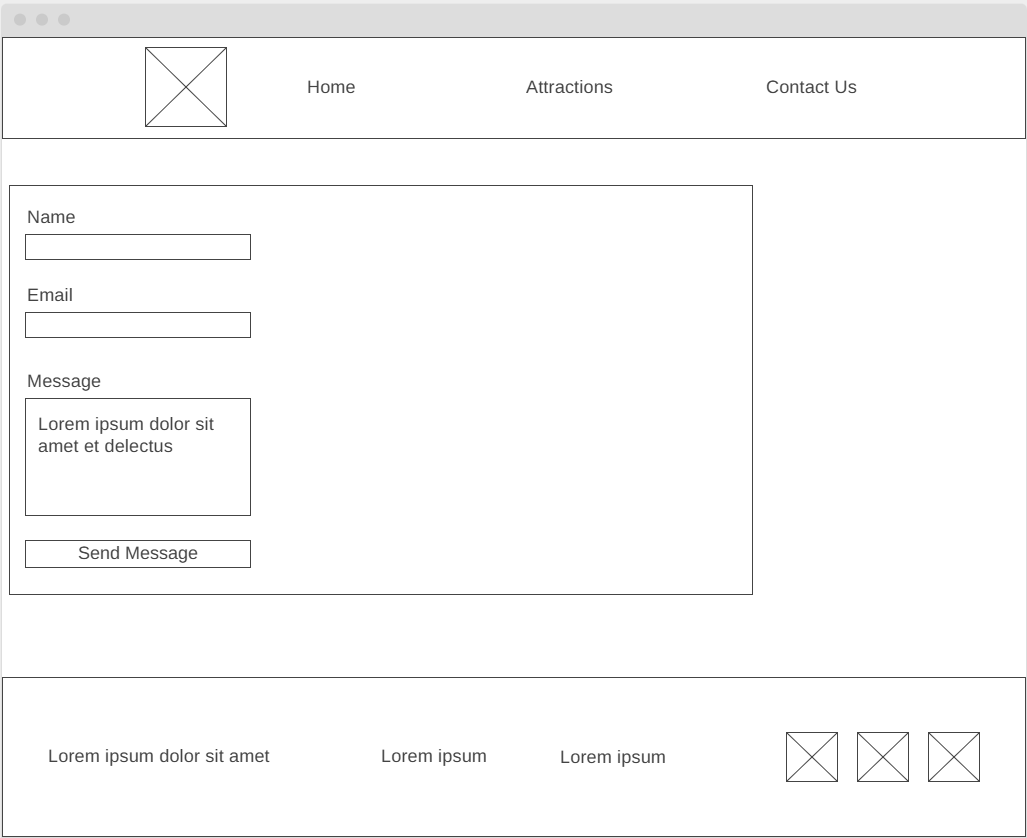 Home
Attractions
Contact Us
Name
Email
Message
Lorem ipsum dolor sit
amet et delectus
Send Message
Lorem ipsum dolor sit amet
Lorem ipsum
Lorem ipsum